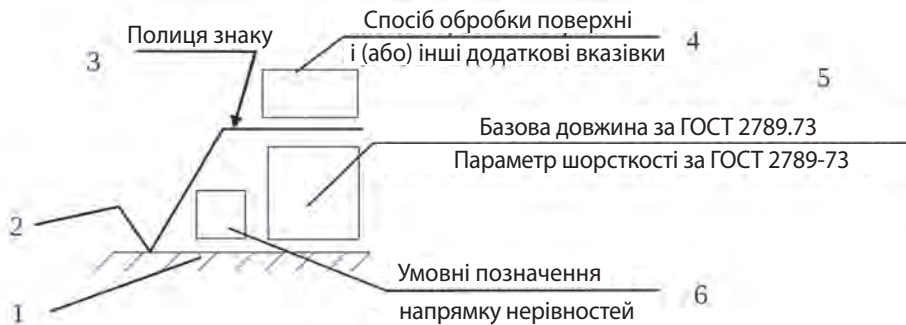 Спосіб обробки поверхні
і (або) інші додаткові вказівки
4
Полиця знаку
3
5
Базова довжина за ГОСТ 2789.73
Параметр шорсткості за ГОСТ 2789-73
2
Умовні позначення
напрямку нерівностей
6
1